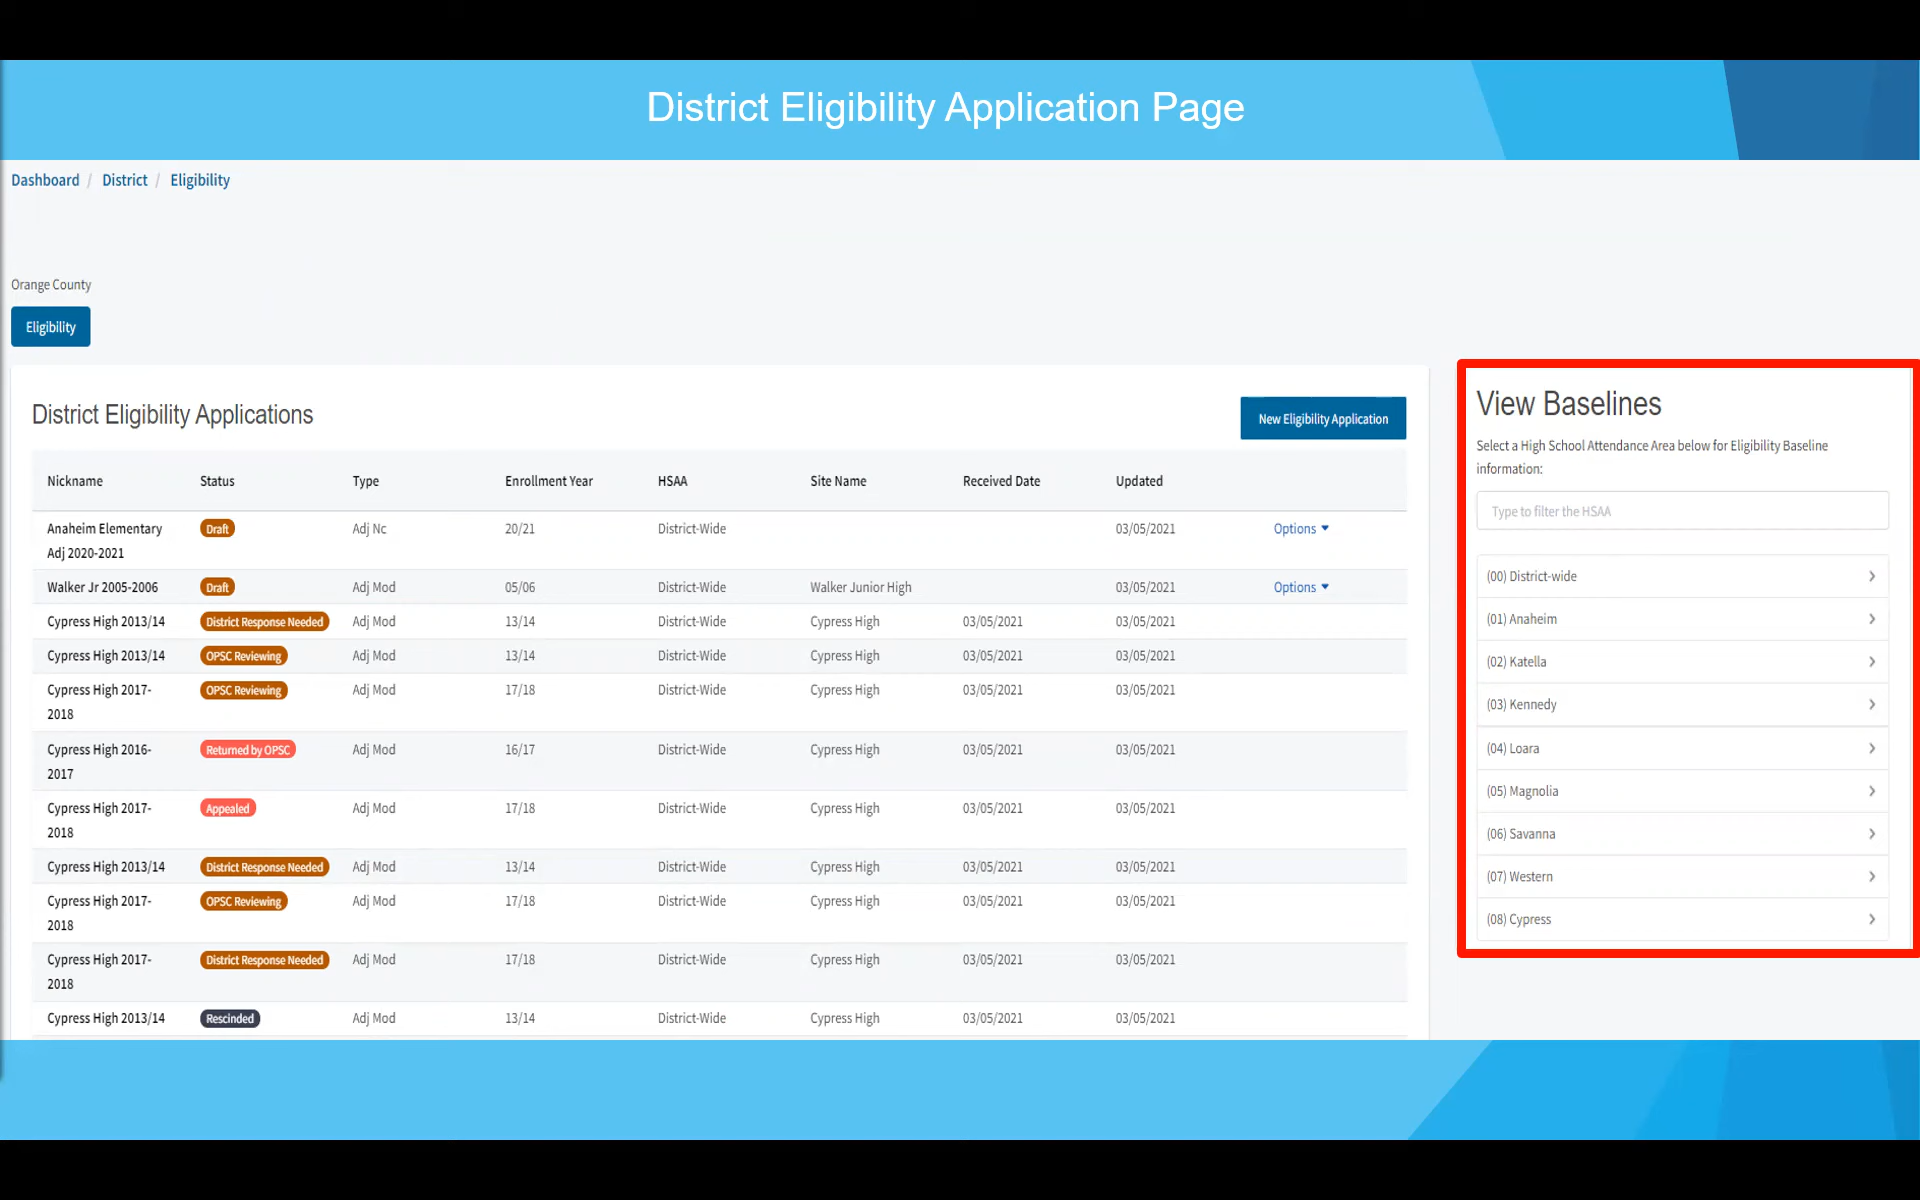 District Eligibility Application Page
Dashboard / District / Eligibility
Orange County
Eligibility
District Eligibility Applications
New Eligibility Application
Nickname Status Type Enrollment Year HSAA Site Name Received Date Updated
Anaheim Elementary Draft Adj Nc 20/21 District-Wide 03/05/2021 Options
Adj 2020-2021
Walker Jr 2005-2006 Draft Adj Mod 05/06 District-Wide Walker Junior High 03/05/2021 Options
Cypress High 2013/14 District Response Needed Adj Mod 13/14 District-Wide Cypress High 03/05/2021 03/05/2021
Cypress High 2013/14 OPSC Reviewing Adj Mod 13/14 District-Wide Cypress High 03/05/2021 03/05/2021
Cypress High 2017- OPSC Reviewing Adj Mod 17/18 District-Wide Cypress High 03/05/2021 03/05/2021
2018
Cypress High 2016- Returned by OPSC Adj Mod 16/17 District-Wide Cypress High 03/05/2021 03/05/2021
2017
Cypress High 2017- Appealed Adj Mod 17/18 District-Wide Cypress High 03/05/2021 03/05/2021
2018
Cypress High 2013/14 District Response Needed Adj Mod 13/14 District-Wide Cypress High 03/05/2021 03/05/2021
Cypress High 2017- OPSC Reviewing Adj Mod 17/18 District-Wide Cypress High 03/05/2021 03/05/2021
2018
Cypress High 2017- District Response Needed Adj Mod 17/18 District-Wide Cypress High 03/05/2021 03/05/2021
2018
Cypress High 2013/14 Rescinded Adj Mod 13/14 District-Wide Cypress High 03/05/2021 03/05/2021
View Baselines
Select a High School Attendance Area below for Eligibility Baseline
information:
Type to filter the HSAA
(00) District-wide
(01) Anaheim
(02) Katella
(03) Kennedy
(04) Loara
(05) Magnolia
(06) Savanna
(07) Western
(08) Cypress